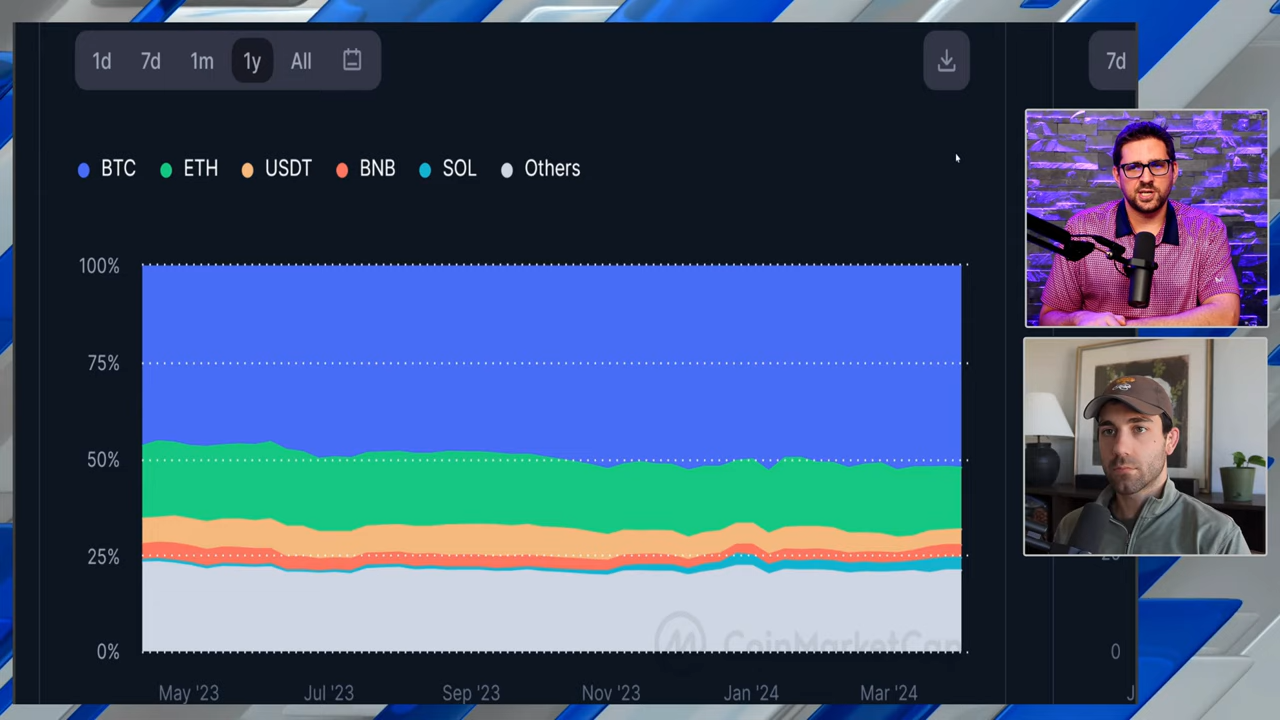 1d 7d 1m 1y All
7d
BTC ETH USDT BNB SOL Others
100%
75%
50%
25%
0%
0
CoinMarketCap
May '23 Jul '23 Sep '23 Nov '23 Jan '24 Mar '24